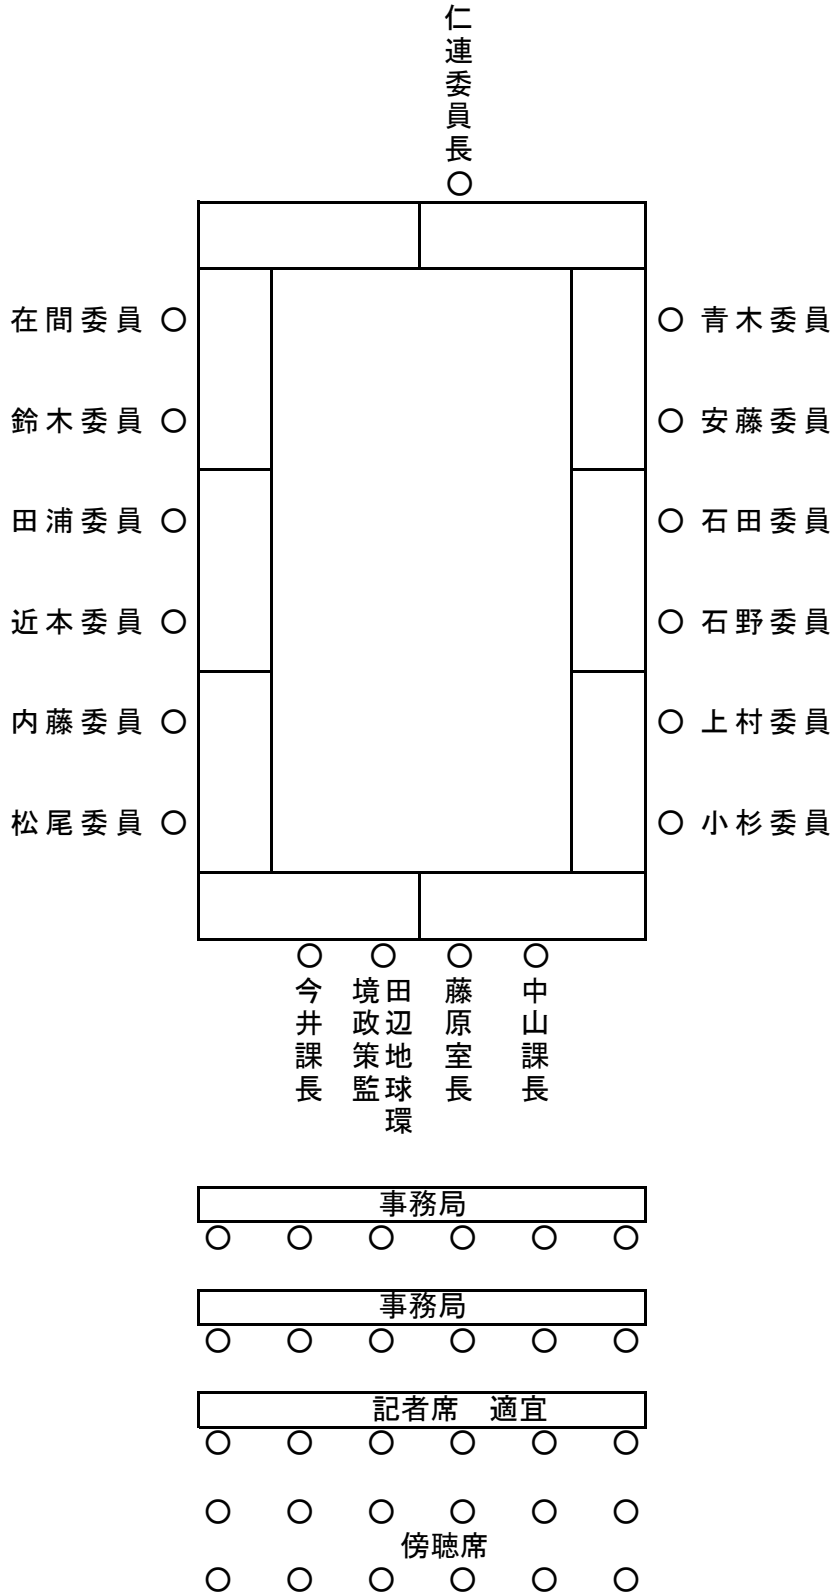 仁連委員長
在間委員
青木委員
鈴木委員
安藤委員
田浦委員
石田委員
近本委員
石野委員
内藤委員
上村委員
松尾委員
小杉委員
今井課長
田辺地球環
境政策監
藤原室長
中山課長
事務局
事務局
記者席　適宜
傍聴席